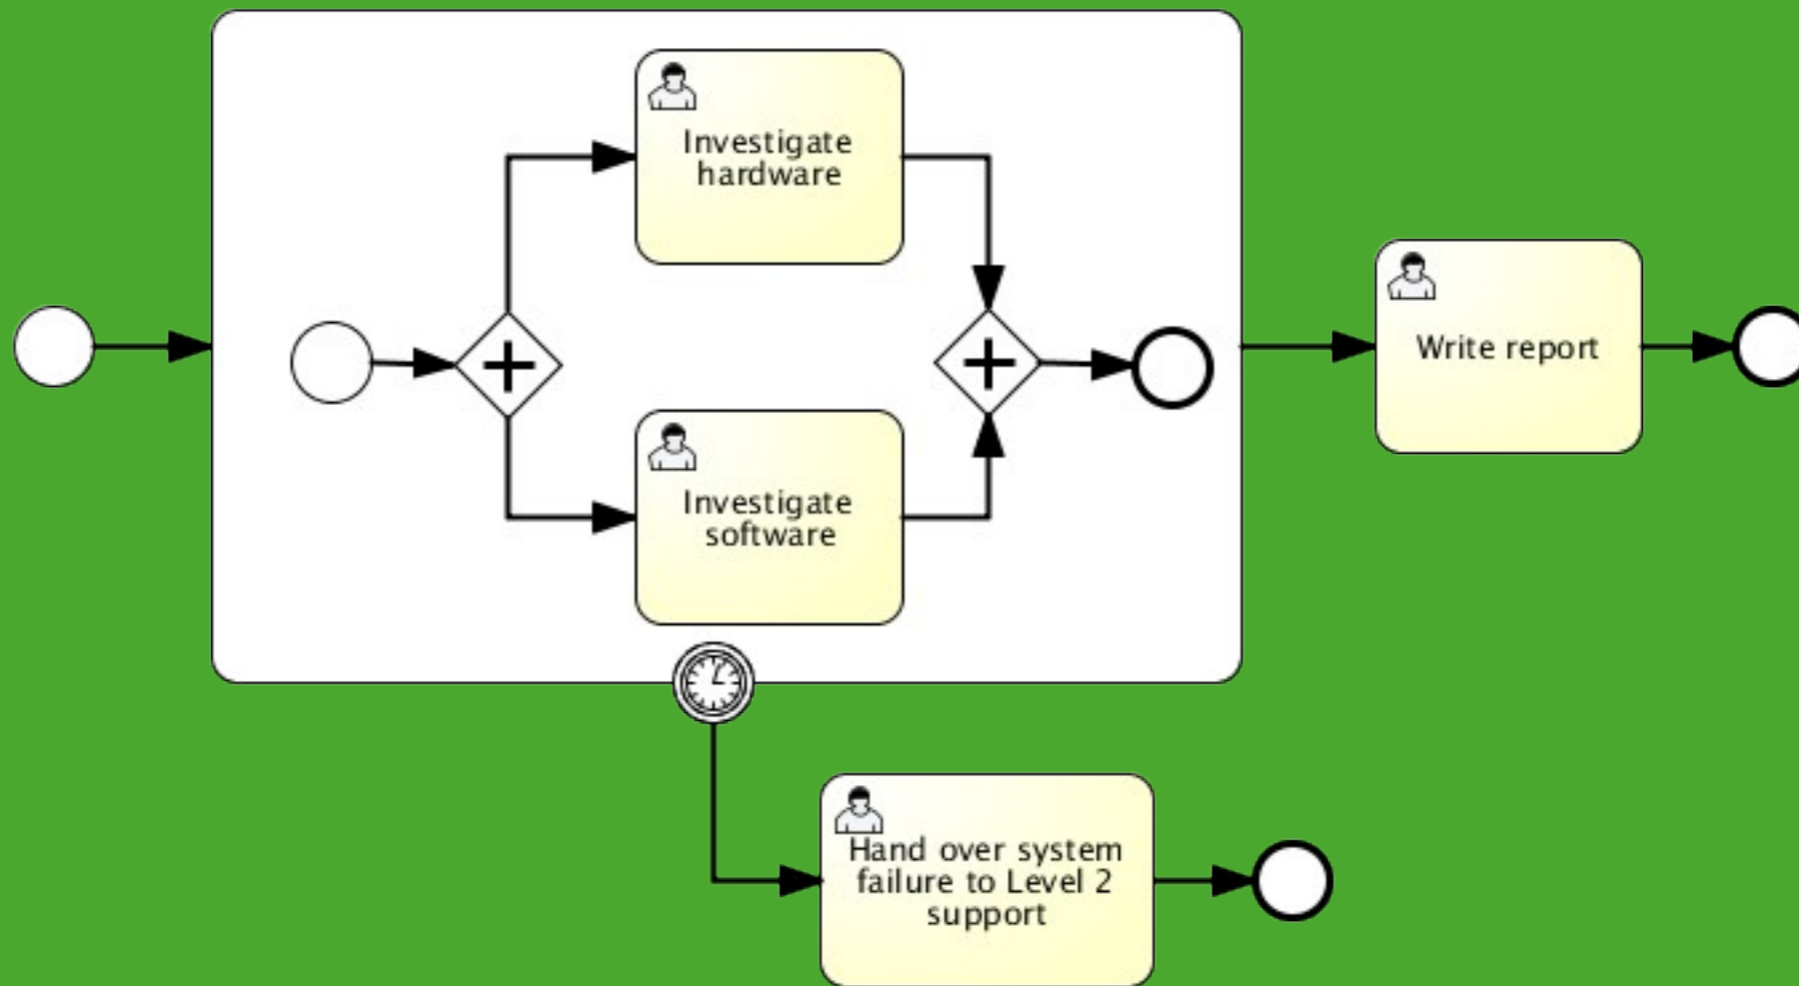 Investigate
hardware
Write report
Investigate
software
Hand over system
failure to Level 2
support